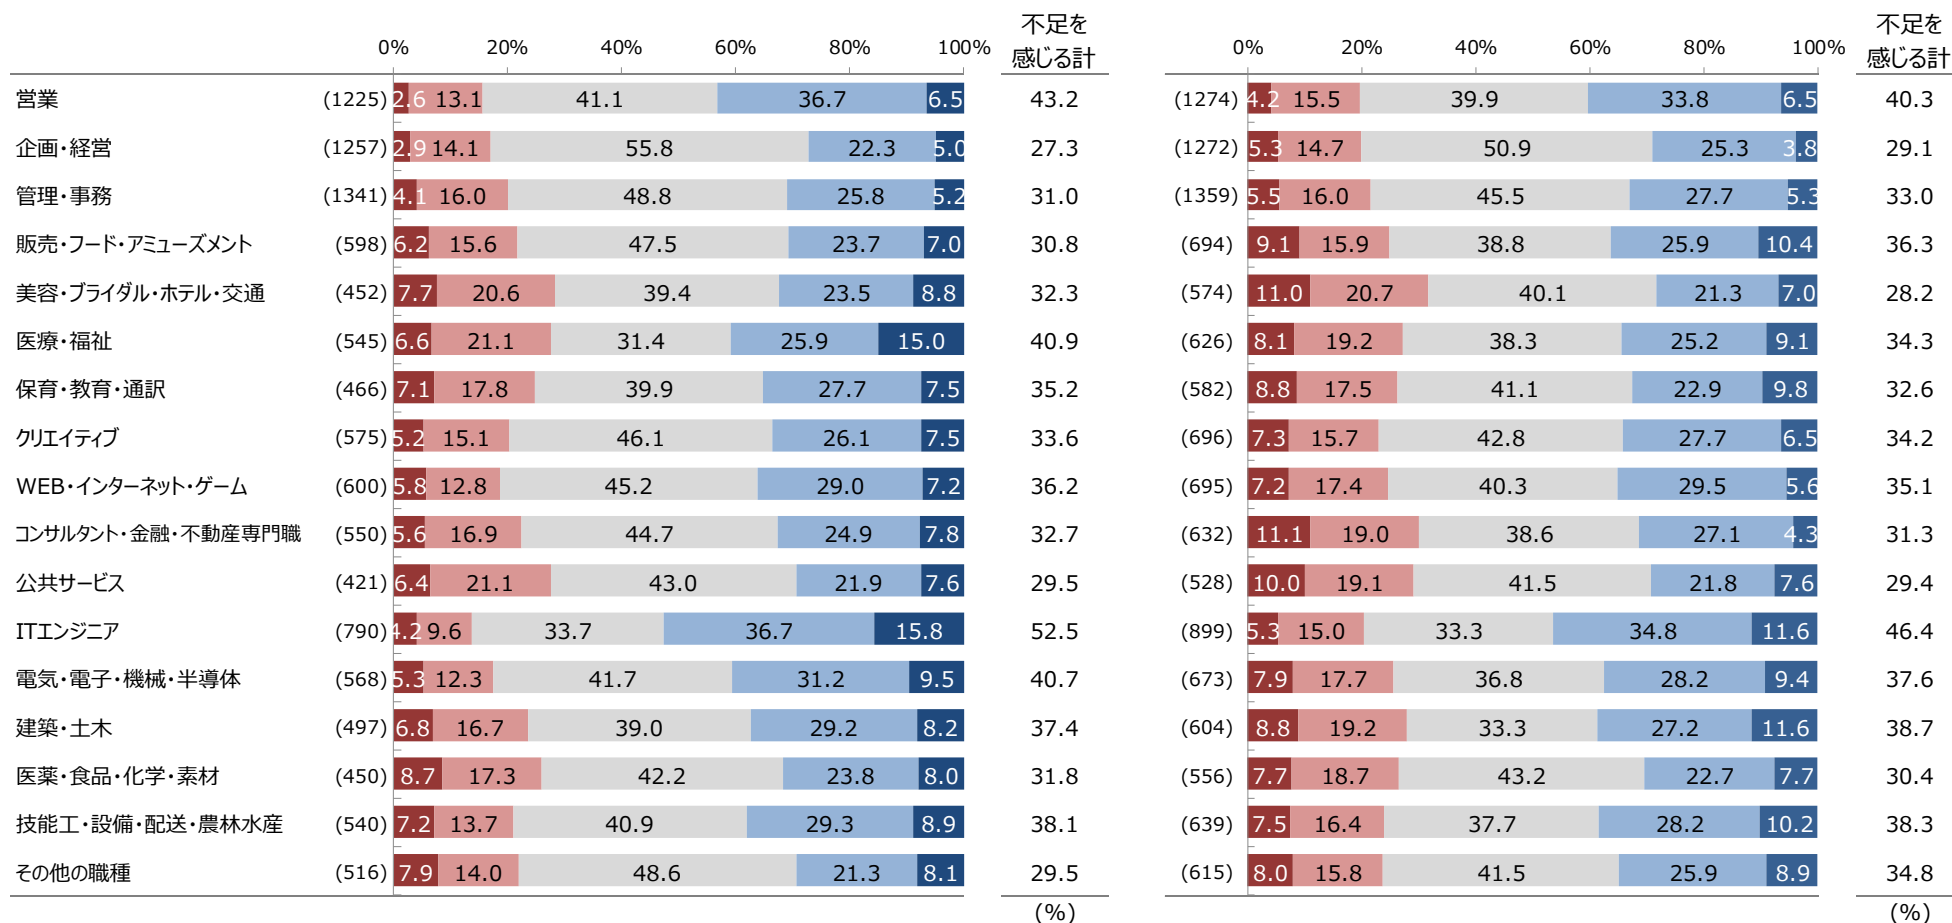 不足を 不足を
0% 20% 40% 60% 80% 100% 感じる計 0% 20% 40% 60% 80% 100% 感じる計
営業 (1225) 2.6 13.1 41.1 36.7 6.5 43.2 (1274) 4.2 15.5 39.9 33.8 6.5 40.3
企画・経営 (1257) 2.9 14.1 55.8 22.3 5.0 27.3 (1272) 5.3 14.7 50.9 25.3 3.8 29.1
管理・事務 (1341) 4.1 16.0 48.8 25.8 5.2 31.0 (1359) 5.5 16.0 45.5 27.7 5.3 33.0
販売・フード・アミューズメント (598) 6.2 15.6 47.5 23.7 7.0 30.8 (694) 9.1 15.9 38.8 25.9 10.4 36.3
美容・ブライダル・ホテル・交通 (452) 7.7 20.6 39.4 23.5 8.8 32.3 (574) 11.0 20.7 40.1 21.3 7.0 28.2
医療・福祉 (545) 6.6 21.1 31.4 25.9 15.0 40.9 (626) 8.1 19.2 38.3 25.2 9.1 34.3
保育・教育・通訳 (466) 7.1 17.8 39.9 27.7 7.5 35.2 (582) 8.8 17.5 41.1 22.9 9.8 32.6
クリエイティブ (575) 5.2 15.1 46.1 26.1 7.5 33.6 (696) 7.3 15.7 42.8 27.7 6.5 34.2
WEB・インターネット・ゲーム (600) 5.8 12.8 45.2 29.0 7.2 36.2 (695) 7.2 17.4 40.3 29.5 5.6 35.1
コンサルタント・金融・不動産専門職 (550) 5.6 16.9 44.7 24.9 7.8 32.7 (632) 11.1 19.0 38.6 27.1 4.3 31.3
公共サービス (421) 6.4 21.1 43.0 21.9 7.6 29.5 (528) 10.0 19.1 41.5 21.8 7.6 29.4
ITエンジニア (790) 4.2 9.6 33.7 36.7 15.8 52.5 (899) 5.3 15.0 33.3 34.8 11.6 46.4
電気・電子・機械・半導体 (568) 5.3 12.3 41.7 31.2 9.5 40.7 (673) 7.9 17.7 36.8 28.2 9.4 37.6
建築・土木 (497) 6.8 16.7 39.0 29.2 8.2 37.4 (604) 8.8 19.2 33.3 27.2 11.6 38.7
医薬・食品・化学・素材 (450) 8.7 17.3 42.2 23.8 8.0 31.8 (556) 7.7 18.7 43.2 22.7 7.7 30.4
技能工・設備・配送・農林水産 (540) 7.2 13.7 40.9 29.3 8.9 38.1 (639) 7.5 16.4 37.7 28.2 10.2 38.3
その他の職種 (516) 7.9 14.0 48.6 21.3 8.1 29.5 (615) 8.0 15.8 41.5 25.9 8.9 34.8
(%) (%)